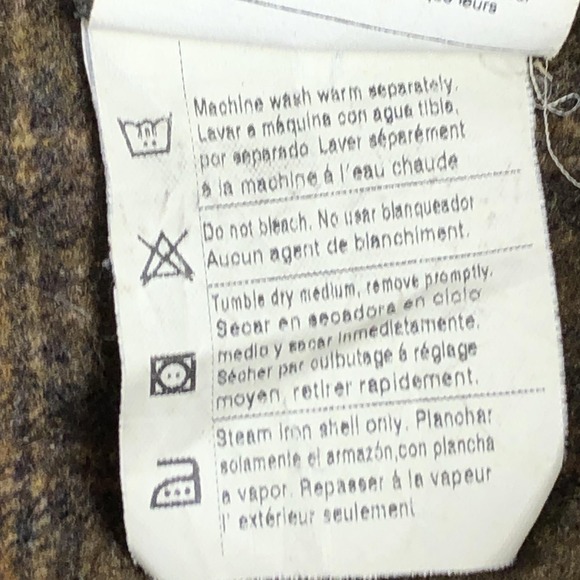 leurs
Machine wash warm separately.
Lavar a máquina con agua tibia,
por separado Laver séparément
à la machine à l'eau chaude
Do not bleach. No usar blanqueador
Aucun agent de blanchiment.
Tumble dry medium, remove promptly.
Secar en secadora en ciclo
medio y sacar inmediatamente.
Sécher par culbutage à réglage
moyen, retirer rapidement.
Steam iron shell only. Planchar
solamente el armazón,con plancha
a vapor. Repasser à la vapeur
l' extérieur seulement